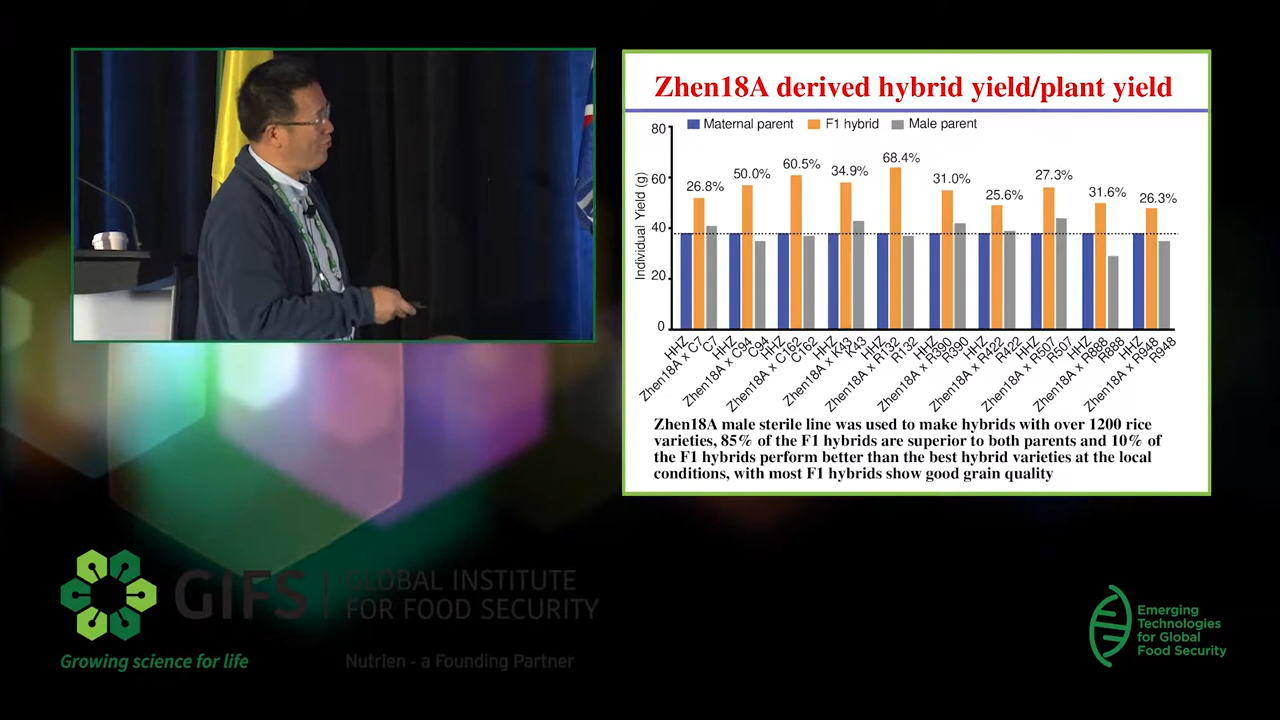 Zhen18A derived hybrid yield/plant yield
Maternal parent
F1 hybrid
Male parent
Individual Yield (g)
80
60
40
20
0
26.8%
50.0%
60.5%
34.9%
68.4%
31.0%
25.6%
27.3%
31.6%
26.3%
HHZ
Zhen18A x C7
C7
HHZ
Zhen18A x C94
C94
HHZ
Zhen18A x C162
C162
HHZ
Zhen18A x K43
K43
HHZ
Zhen18A x R132
R132
HHZ
Zhen18A x R390
R390
HHZ
Zhen18A x R422
R422
HHZ
Zhen18A x R507
R507
HHZ
Zhen18A x R898
R898
HHZ
Zhen18A x R948
R948
Zhen18A male sterile line was used to make hybrids with over 1200 rice
varieties, 85% of the F1 hybrids are superior to both parents and 10% of
the F1 hybrids perform better than the best hybrid varieties at the local
conditions, with most F1 hybrids show good grain quality
GIFS
GLOBAL INSTITUTE
FOR FOOD SECURITY
Growing science for life
Nutrien - a Founding Partner
Emerging
Technologies
for Global
Food Security